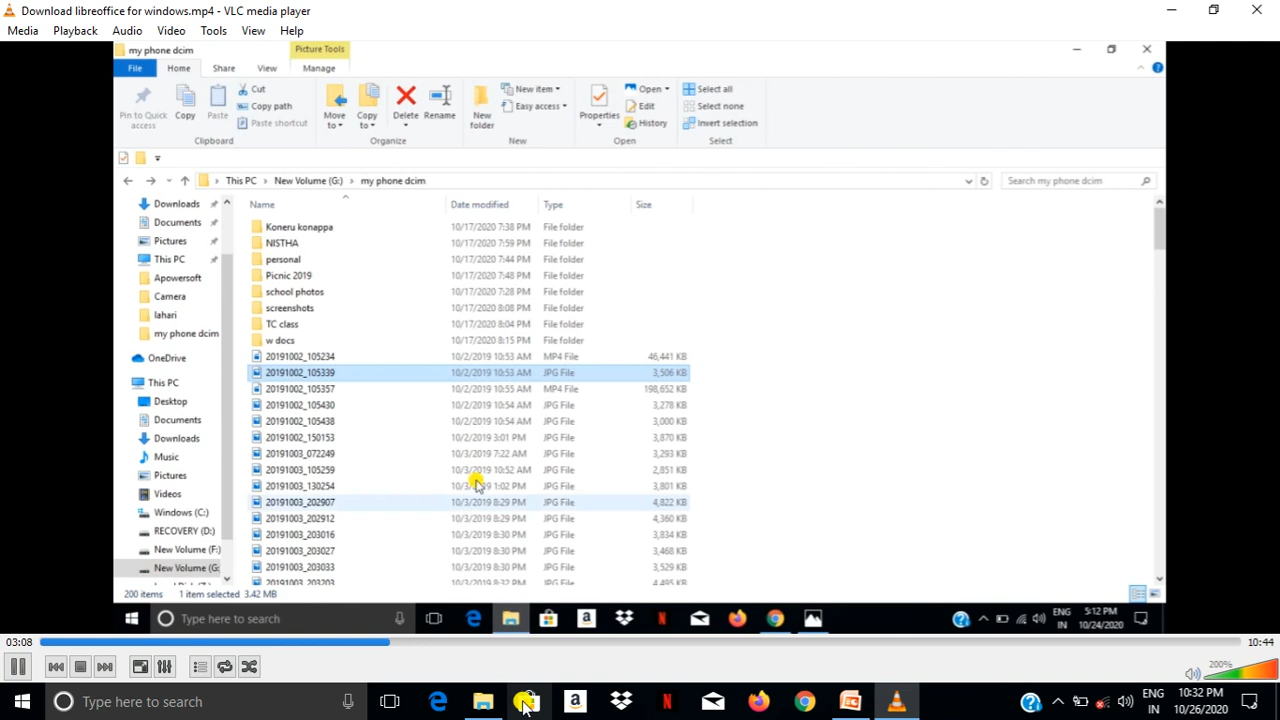 Download libreoffice for windows.mp4 - VLC media player
Media Playback Audio Video Tools View Help
my phone dcim Picture Tools
File Home Share View Manage
Pin to Quick access
Copy
Paste
Cut
Copy path
Paste shortcut
Clipboard
Move to
Copy to
Delete
Rename
Organize
New folder
New item
Easy access
New
Properties
Open
Edit
History
Open
Select all
Select none
Invert selection
Select
This PC > New Volume (G:) > my phone dcim
Search my phone dcim
Downloads
Documents
Pictures
This PC
Apowersoft
Camera
lahari
my phone dcim
OneDrive
This PC
Desktop
Documents
Downloads
Music
Pictures
Videos
Windows (C:)
RECOVERY (D:)
New Volume (F:)
New Volume (G:
Name Date modified Type Size
Koneru konappa 10/17/2020 7:38 PM File folder
NISTHA 10/17/2020 7:59 PM File folder
personal 10/17/2020 7:44 PM File folder
Picnic 2019 10/17/2020 7:48 PM File folder
school photos 10/17/2020 7:28 PM File folder
screenshots 10/17/2020 8:08 PM File folder
TC class 10/17/2020 8:04 PM File folder
w docs 10/17/2020 8:15 PM File folder
20191002_105234 10/2/2019 10:53 AM MP4 File 46,441 KB
20191002_105339 10/2/2019 10:53 AM JPG File 3,506 KB
20191002_105357 10/2/2019 10:55 AM MP4 File 198,652 KB
20191002_105430 10/2/2019 10:54 AM JPG File 3,278 KB
20191002_105438 10/2/2019 10:54 AM JPG File 3,000 KB
20191002_150153 10/2/2019 3:01 PM JPG File 3,870 KB
20191003_072249 10/3/2019 7:22 AM JPG File 3,293 KB
20191003_105259 10/3/2019 10:52 AM JPG File 2,851 KB
20191003_130254 1:02 PM JPG File 3,801 KB
20191003_202907 10/3/2019 8:29 PM JPG File 4,822 KB
20191003_202912 10/3/2019 8:29 PM JPG File 4,360 KB
20191003_203016 10/3/2019 8:30 PM JPG File 3,834 KB
20191003_203027 10/3/2019 8:30 PM JPG File 3,468 KB
20191003_203033 10/3/2019 8:30 PM JPG File 3,529 KB
20191003_203203 10/3/2019 8:32 PM JPG File 4,495 KB
200 items 1 item selected 3.42 MB
Type here to search
ENG
IN
5:12 PM
10/24/2020
03:08 10:44
200%
Type here to search
ENG
IN
10:32 PM
10/26/2020